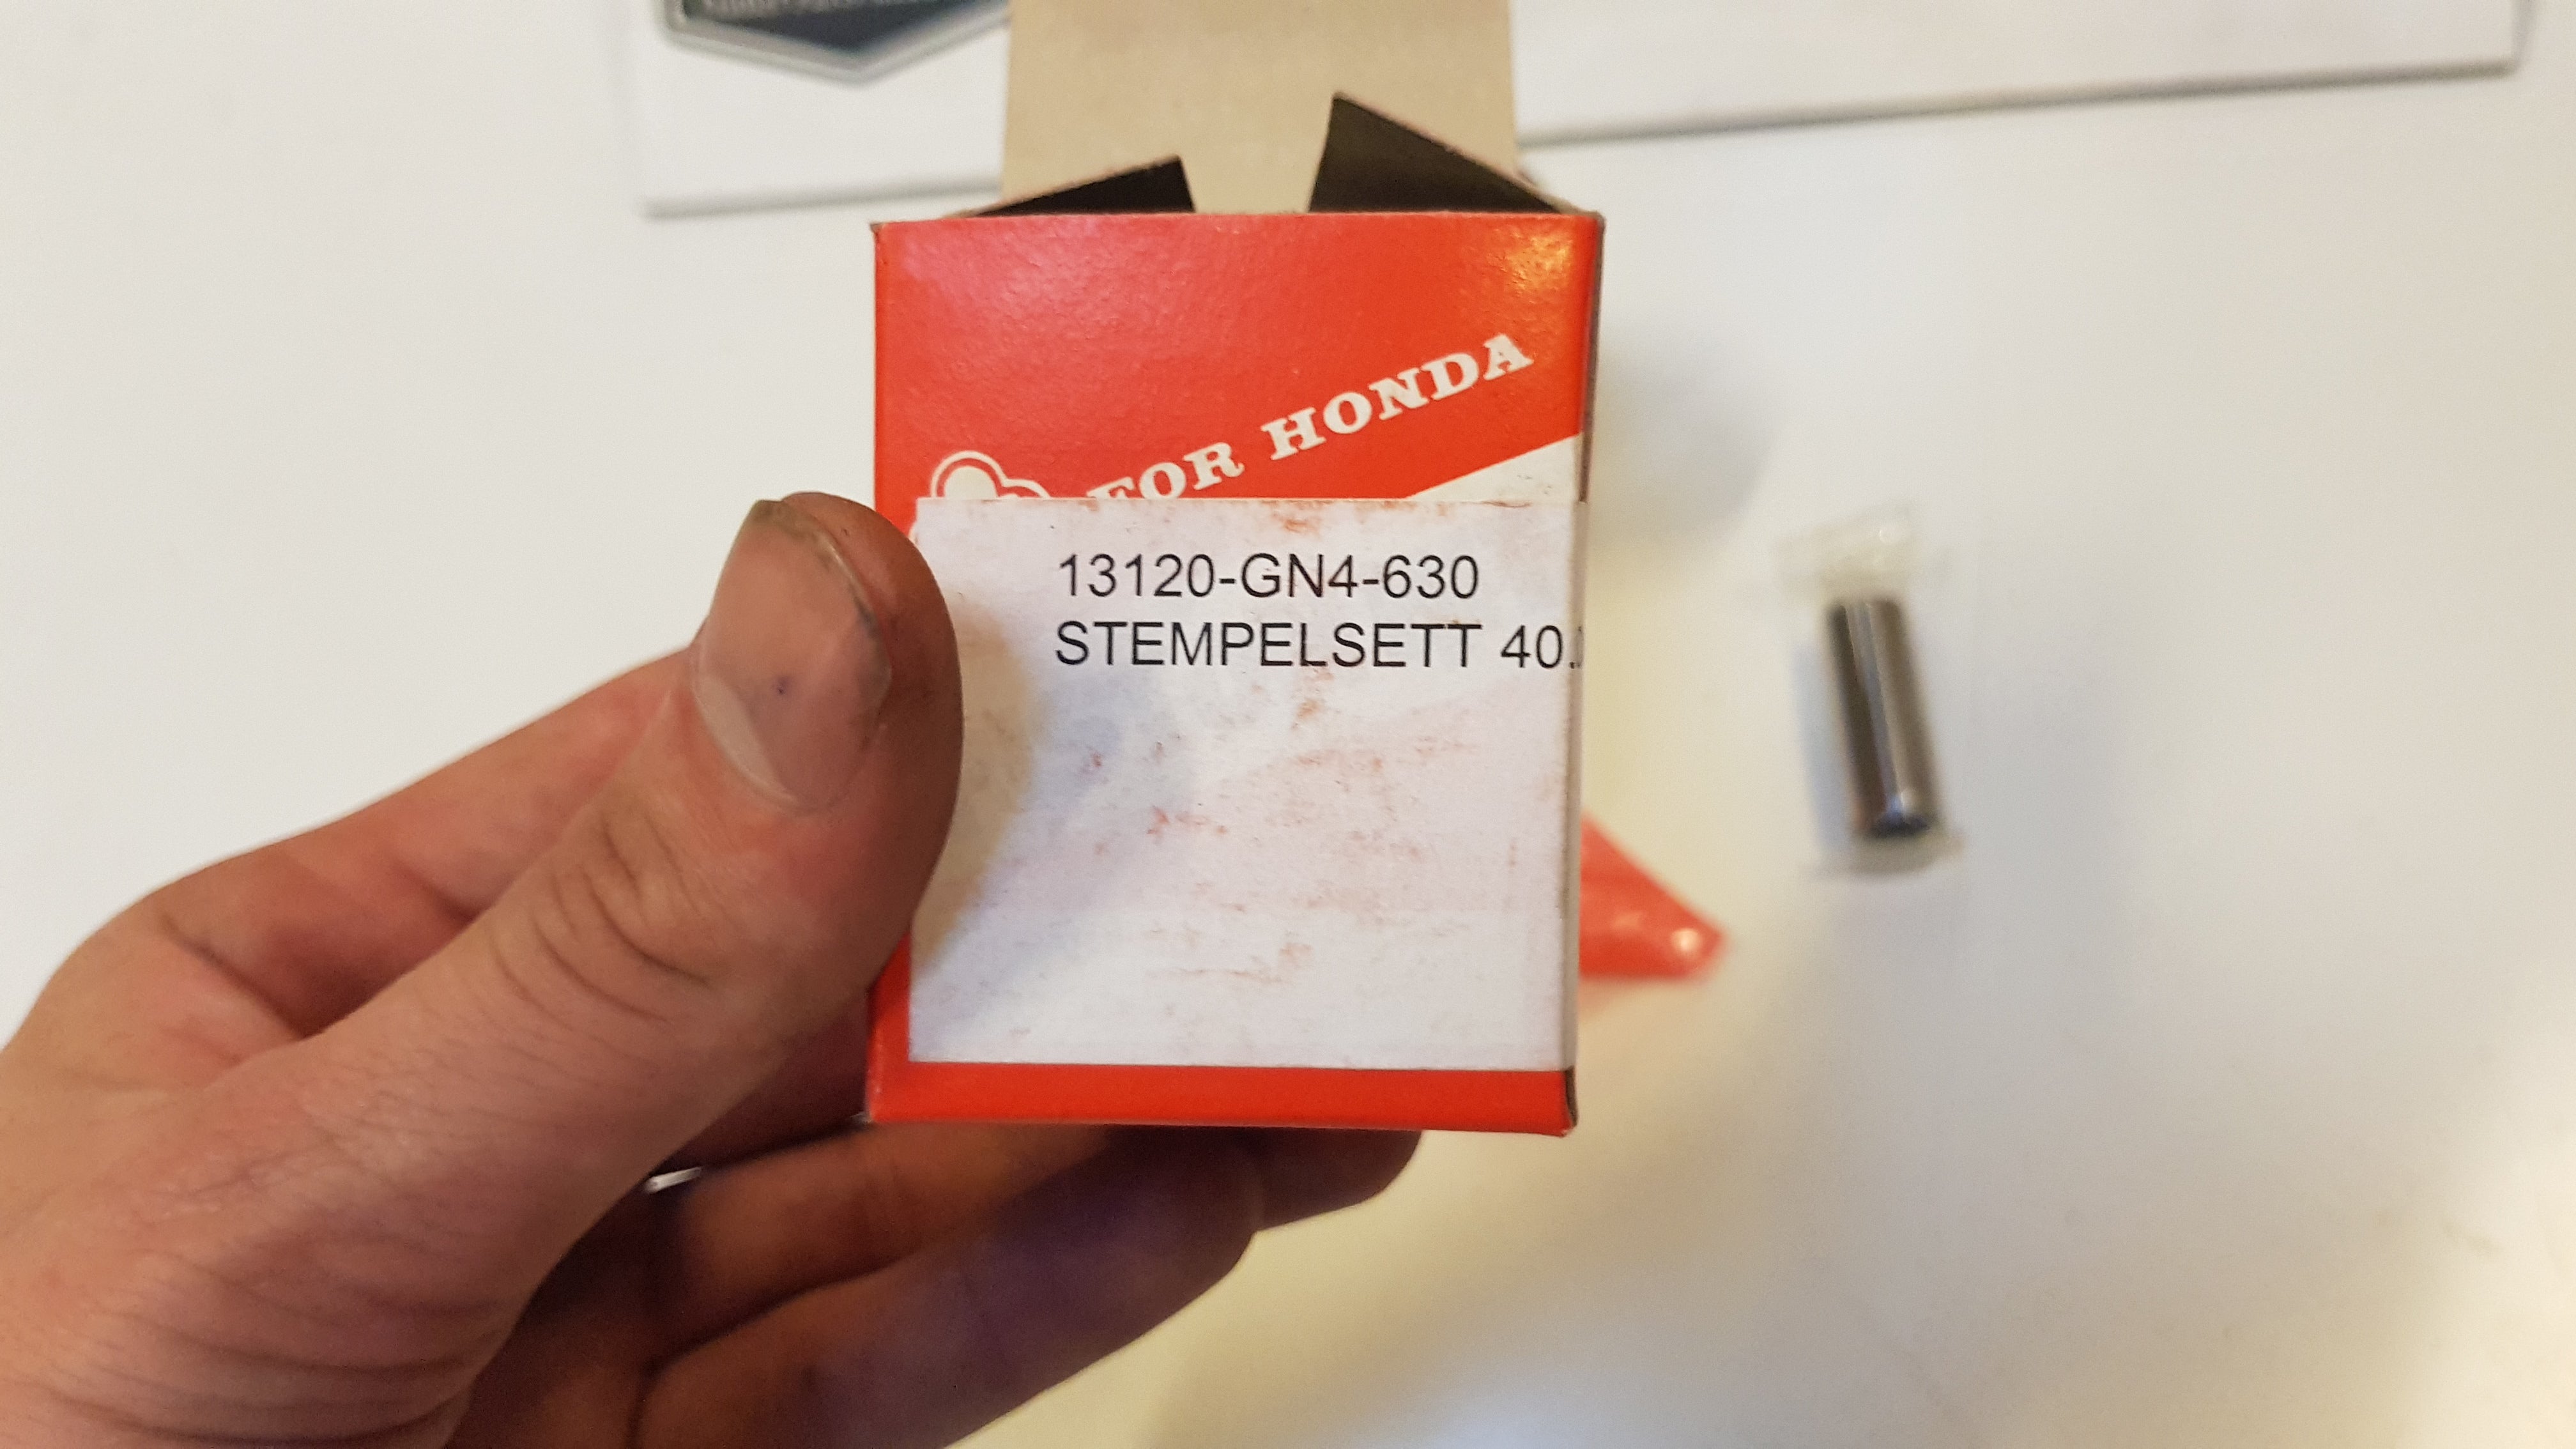 FOR HONDA
13120-GN4-630
STEMPELSETT 40.